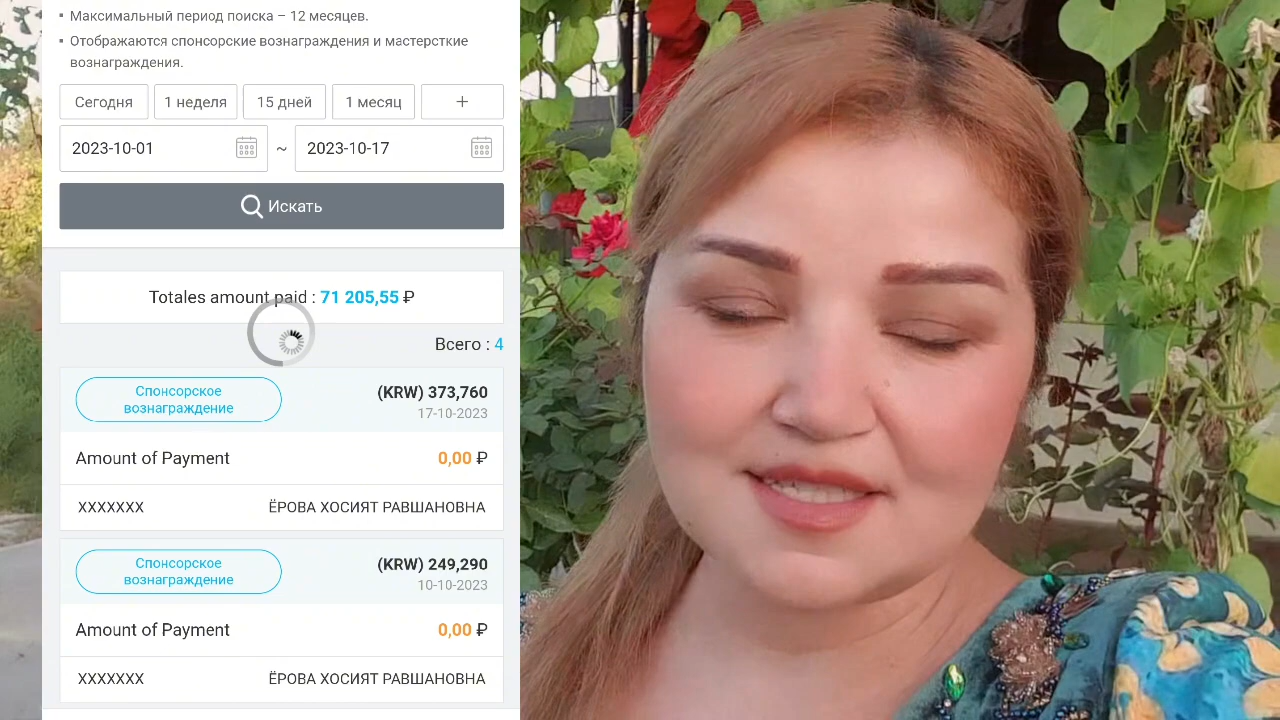 ▪ Максимальный период поиска – 12 месяцев.
▪ Отображаются спонсорские вознаграждения и мастерсткие
вознаграждения.
Сегодня 1 неделя 15 дней 1 месяц +
2023-10-01 ~ 2023-10-17
Искать
Totales amount paid : 71 205,55 ₽
Всего : 4
Спонсорское
вознаграждение
(KRW) 373,760
17-10-2023
Amount of Payment 0,00 ₽
XXXXXXX ЁРОВА ХОСИЯТ РАВШАНОВНА
Спонсорское
вознаграждение
(KRW) 249,290
10-10-2023
Amount of Payment 0,00 ₽
XXXXXXX ЁРОВА ХОСИЯТ РАВШАНОВНА